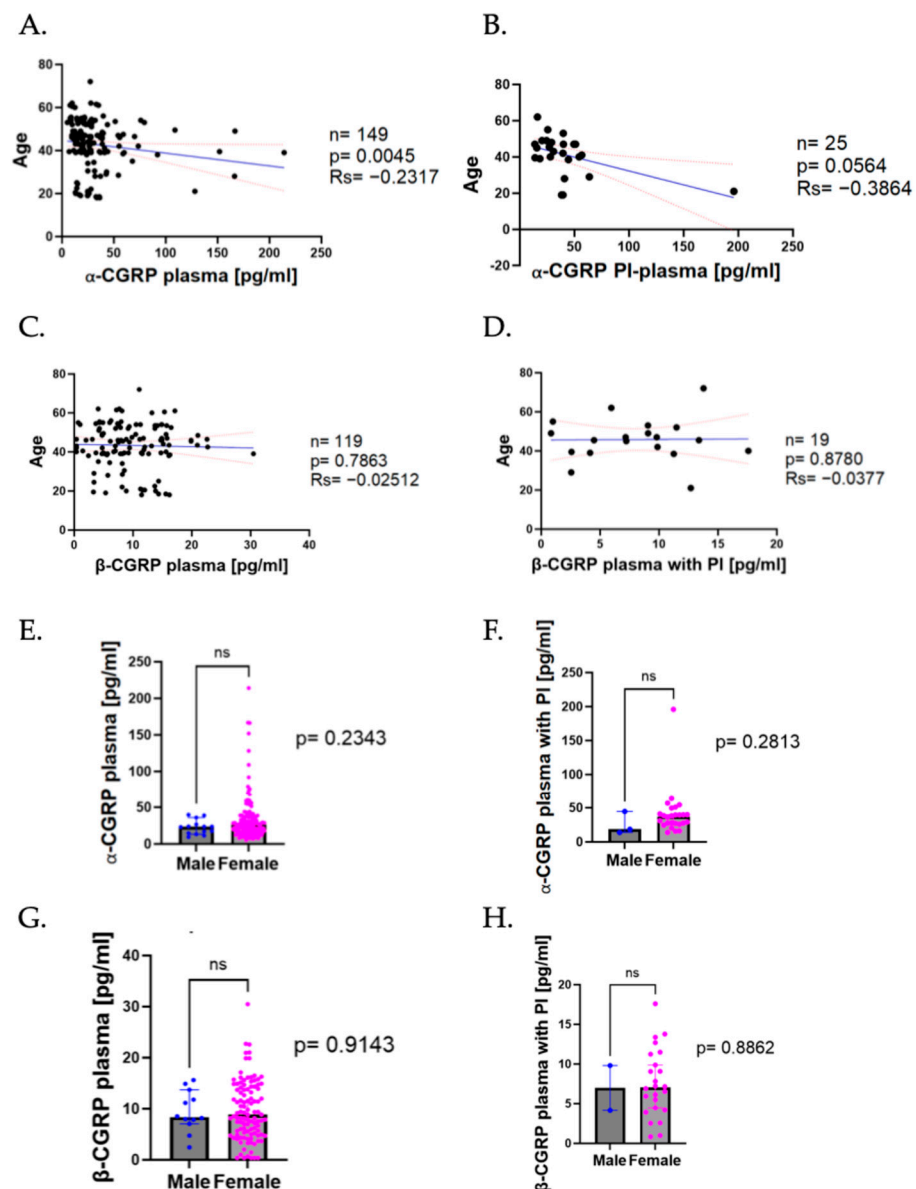 A.
80
60
40
20
0
Age
0 50 100 150 200 250
α-CGRP plasma [pg/ml]
n= 149
p= 0.0045
Rs= −0.2317
B.
80
60
40
20
0
-20
Age
50 100 150 200 250
α-CGRP PI-plasma [pg/ml]
n= 25
p= 0.0564
Rs= −0.3864
C.
80
60
40
20
0
Age
0 10 20 30 40
β-CGRP plasma [pg/ml]
n= 119
p= 0.7863
Rs= −0.02512
D.
80
60
40
20
0
Age
0 5 10 15 20
β-CGRP plasma with PI [pg/ml]
n= 19
p= 0.8780
Rs= −0.0377
E.
α-CGRP plasma [pg/ml]
250
200
150
100
50
0
ns
Male Female
p= 0.2343
F.
α-CGRP plasma with PI [pg/ml]
250
200
150
100
50
0
ns
Male Female
p= 0.2813
G.
β-CGRP plasma [pg/ml]
40
30
20
10
0
ns
Male Female
p= 0.9143
H.
β-CGRP plasma with PI [pg/ml]
20
15
10
5
0
ns
Male Female
p= 0.8862